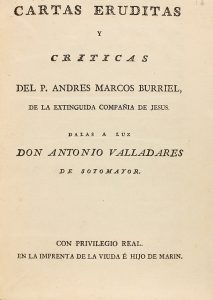 CARTAS ERUDITAS
Y
CRITICAS
DEL P. ANDRES MARCOS BURRIEL,
DE LA EXTINGUIDA COMPAÑIA DE JESUS.
DALAS A LUZ
DON ANTONIO VALLADARES
DE SOTOMAYOR.
CON PRIVILEGIO REAL.
EN LA IMPRENTA DE LA VIUDA É HIJO DE MARIN.